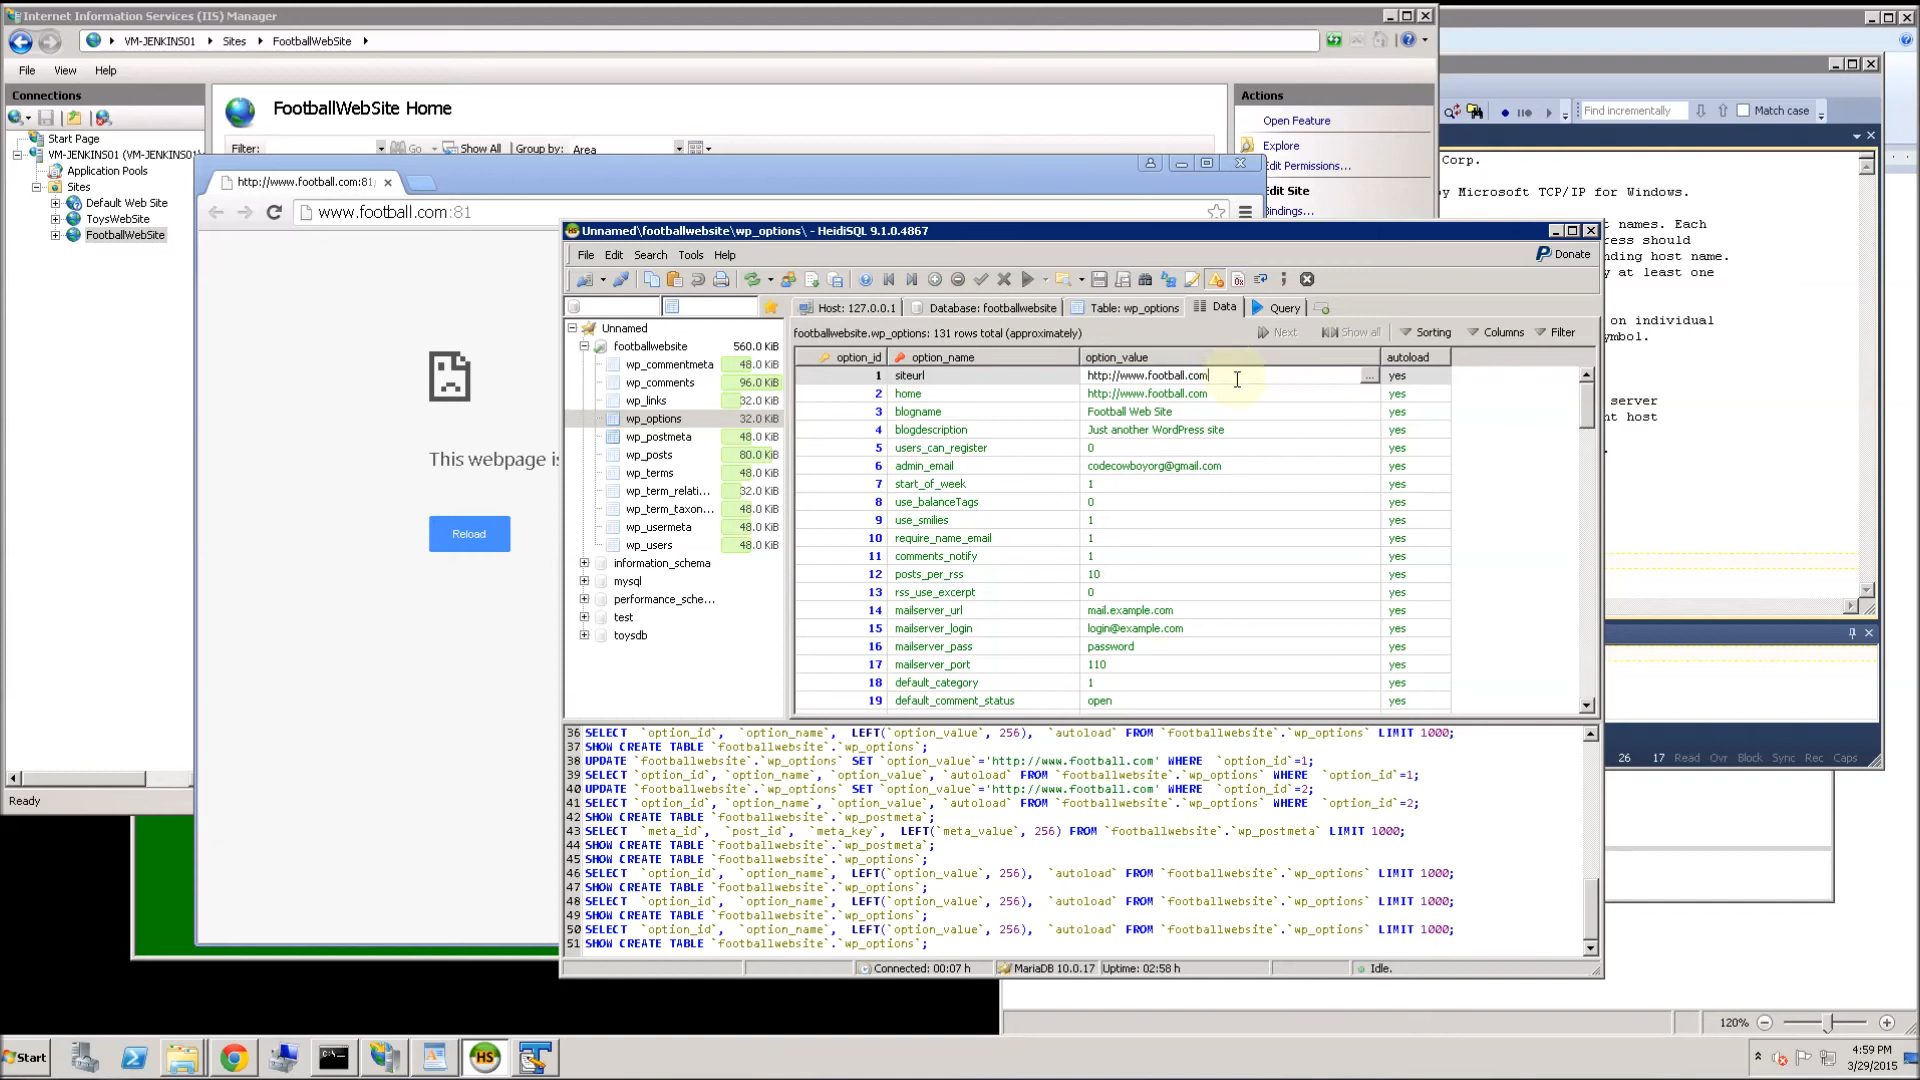 Internet Information Services (IIS) Manager
VM-JENKINS01
Sites
FootballWebSite
File View Help
Connections
Start Page
VM-JENKINS01 (VM-JENKINS01\
Application Pools
Sites
Default Web Site
ToysWebSite
FootballWebSite
Ready
FootballWebSite Home
Filter:
Go
Show All
Group by:
Area
Actions
Open Feature
Explore
Edit Permissions...
Edit Site
Bindings...
Find incrementally
Match case
Corp.
y Microsoft TCP/IP for Windows.
t names. Each
ress should
nding host name.
y at least one
on individual
ymbol.
server
nt host
26 17 Read Ovr Block Sync Rec Caps
http://www.football.com:81
www.football.com:81
This webpage is
Reload
Unnamed\footballwebsite\wp_options\ - HeidiSQL 9.1.0.4867
File Edit Search Tools Help
Donate
Host: 127.0.0.1
Database: footballwebsite
Table: wp_options
Data
Query
Unnamed
footballwebsite 560.0 KiB
wp_commentmeta 48.0 KiB
wp_comments 96.0 KiB
wp_links 32.0 KiB
wp_options 32.0 KiB
wp_postmeta 48.0 KiB
wp_posts 80.0 KiB
wp_terms 48.0 KiB
wp_term_relati... 32.0 KiB
wp_term_taxon... 48.0 KiB
wp_usermeta 48.0 KiB
wp_users 48.0 KiB
information_schema
mysql
performance_sche...
test
toysdb
footballwebsite.wp_options: 131 rows total (approximately)
Next
Show all
Sorting
Columns
Filter
option_id option_name option_value autoload
1 siteurl http://www.football.com yes
2 home http://www.football.com yes
3 blogname Football Web Site yes
4 blogdescription Just another WordPress site yes
5 users_can_register 0 yes
6 admin_email codecowboyorg@gmail.com yes
7 start_of_week 1 yes
8 use_balanceTags 0 yes
9 use_smilies 1 yes
10 require_name_email 1 yes
11 comments_notify 1 yes
12 posts_per_rss 10 yes
13 rss_use_excerpt 0 yes
14 mailserver_url mail.example.com yes
15 mailserver_login login@example.com yes
16 mailserver_pass password yes
17 mailserver_port 110 yes
18 default_category 1 yes
19 default_comment_status open yes
36 SELECT `option_id`, `option_name`, LEFT(`option_value`, 256), `autoload` FROM `footballwebsite`.`wp_options` LIMIT 1000;
37 SHOW CREATE TABLE `footballwebsite`.`wp_options`;
38 UPDATE `footballwebsite`.`wp_options` SET `option_value`='http://www.football.com' WHERE `option_id`=1;
39 SELECT `option_id`, `option_name`, `option_value`, `autoload` FROM `footballwebsite`.`wp_options` WHERE `option_id`=1;
40 UPDATE `footballwebsite`.`wp_options` SET `option_value`='http://www.football.com' WHERE `option_id`=2;
41 SELECT `option_id`, `option_name`, `option_value`, `autoload` FROM `footballwebsite`.`wp_options` WHERE `option_id`=2;
42 SHOW CREATE TABLE `footballwebsite`.`wp_postmeta`;
43 SELECT `meta_id`, `post_id`, `meta_key`, LEFT(`meta_value`, 256) FROM `footballwebsite`.`wp_postmeta` LIMIT 1000;
44 SHOW CREATE TABLE `footballwebsite`.`wp_postmeta`;
45 SHOW CREATE TABLE `footballwebsite`.`wp_options`;
46 SELECT `option_id`, `option_name`, LEFT(`option_value`, 256), `autoload` FROM `footballwebsite`.`wp_options` LIMIT 1000;
47 SHOW CREATE TABLE `footballwebsite`.`wp_options`;
48 SELECT `option_id`, `option_name`, LEFT(`option_value`, 256), `autoload` FROM `footballwebsite`.`wp_options` LIMIT 1000;
49 SHOW CREATE TABLE `footballwebsite`.`wp_options`;
50 SELECT `option_id`, `option_name`, LEFT(`option_value`, 256), `autoload` FROM `footballwebsite`.`wp_options` LIMIT 1000;
51 SHOW CREATE TABLE `footballwebsite`.`wp_options`;
Connected: 00:07 h
MariaDB 10.0.17
Uptime: 02:58 h
Idle.
120%
Start
HS
4:59 PM
3/29/2015